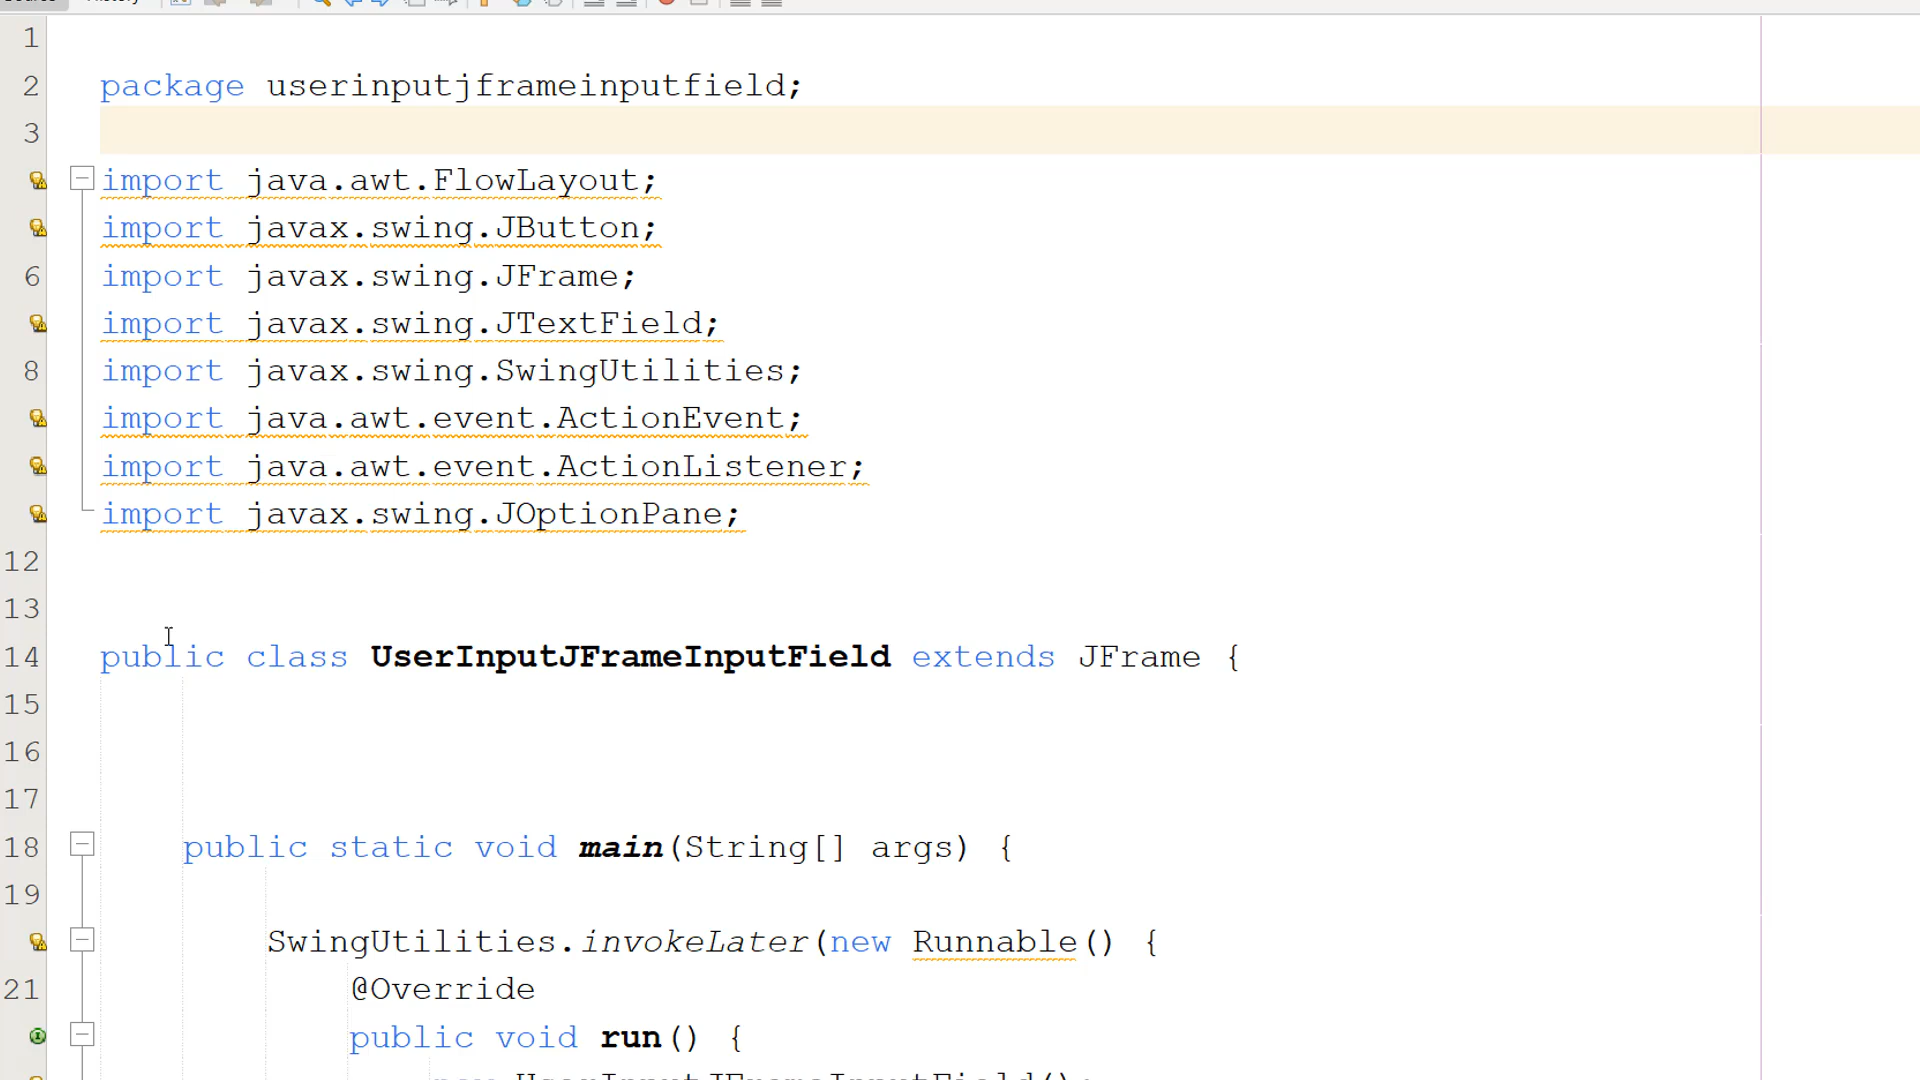 1
2 package userinputjframeinputfield;
3
import java.awt.FlowLayout;
import javax.swing.JButton;
6 import javax.swing.JFrame;
import javax.swing.JTextField;
8 import javax.swing.SwingUtilities;
import java.awt.event.ActionEvent;
import java.awt.event.ActionListener;
import javax.swing.JOptionPane;
12
13
14 public class UserInputJFrameInputField extends JFrame {
15
16
17
18 public static void main(String[] args) {
19
SwingUtilities.invokeLater(new Runnable() {
21 @Override
public void run() {
new UserInputJFrameInputField();